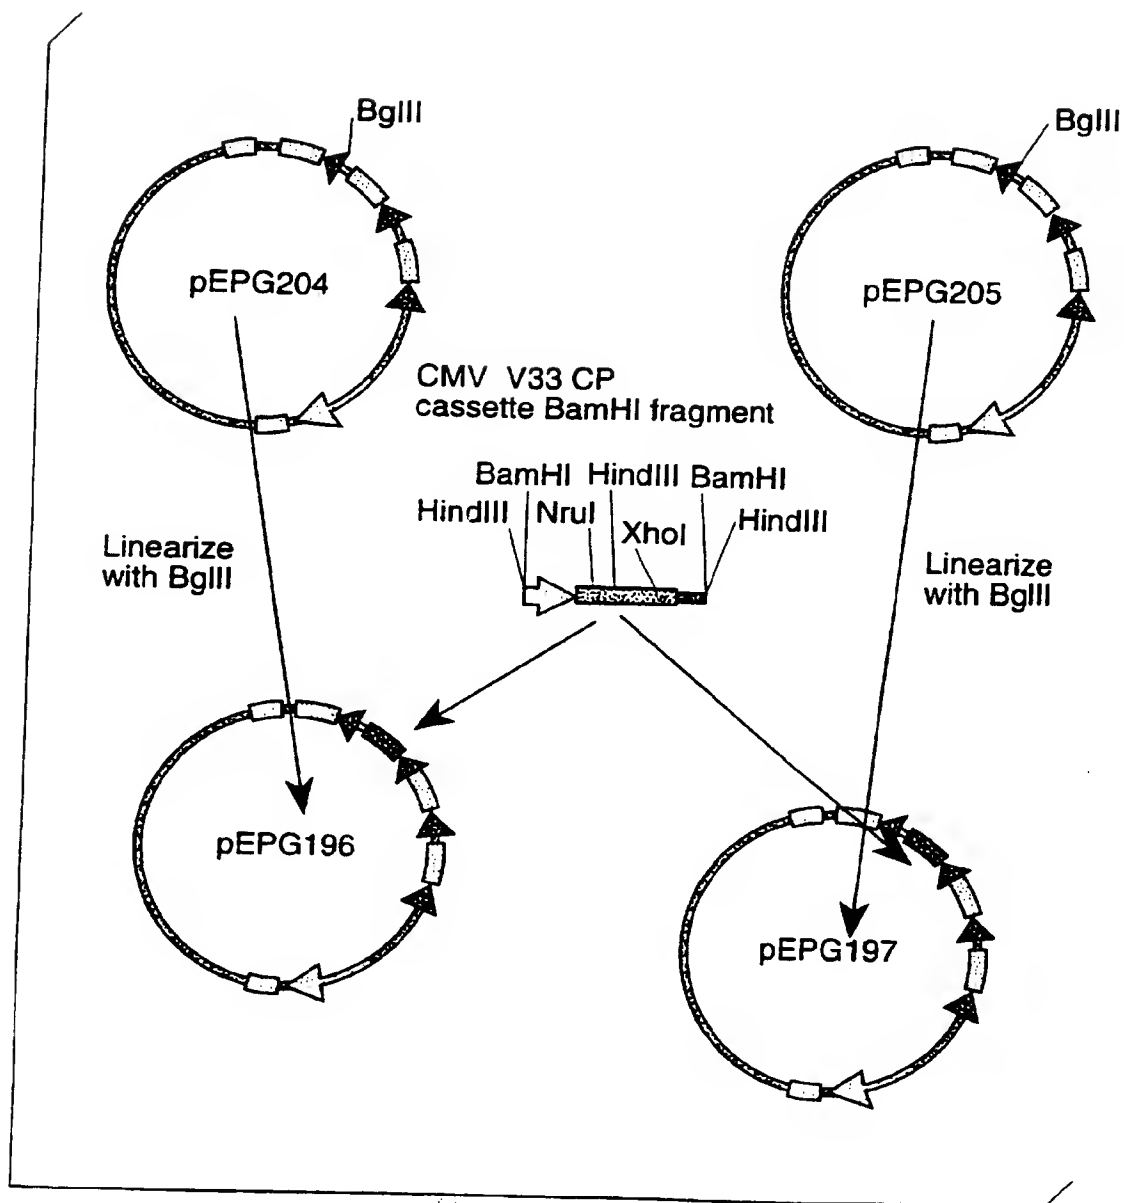 BglII
BglII
pEPG204
pEPG205
CMV V33 CP
cassette BamHI fragment
BamHI HindIII BamHI
HindIII NruI XhoI HindIII
Linearize
with BglII
Linearize
with BglII
pEPG196
pEPG197